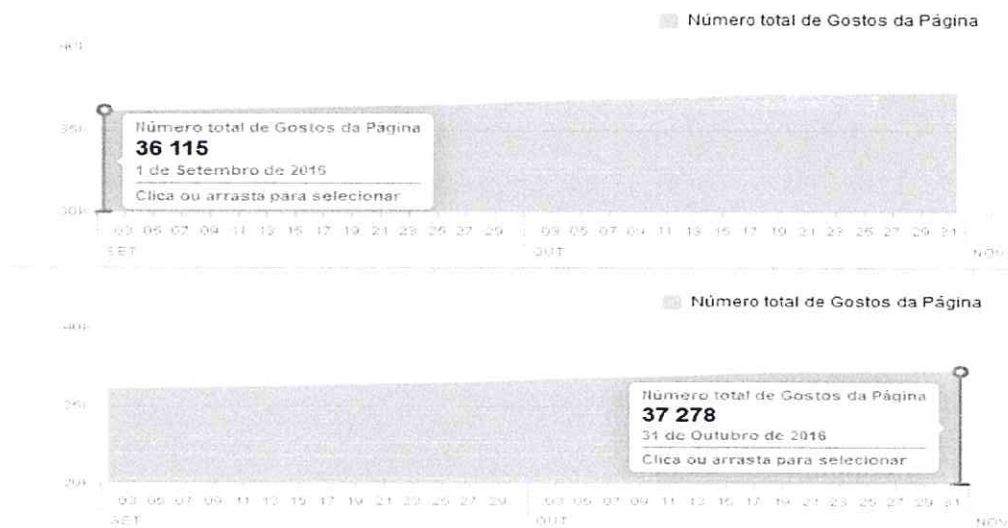 Número total de Gostos da Página
40k
35k
Número total de Gostos da Página
36 115
1 de Setembro de 2016
Clica ou arrasta para selecionar
30k
03 05 07 09 11 13 15 17 19 21 23 25 27 29 03 05 07 09 11 13 15 17 19 21 23 25 27 29 31
SET OUT NOV
Número total de Gostos da Página
40k
35k
Número total de Gostos da Página
37 278
31 de Outubro de 2016
Clica ou arrasta para selecionar
03 05 07 09 11 13 15 17 19 21 23 25 27 29 03 05 07 09 11 13 15 17 19 21 23 25 27 29 31
SET OUT NOV